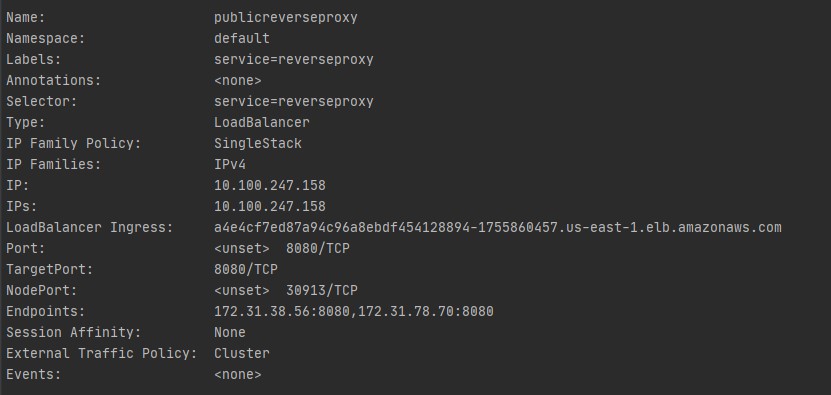 Name: publicreverseproxy
Namespace: default
Labels: service=reverseproxy
Annotations: <none>
Selector: service=reverseproxy
Type: LoadBalancer
IP Family Policy: SingleStack
IP Families: IPv4
IP: 10.100.247.158
IPs: 10.100.247.158
LoadBalancer Ingress: a4e4cf7ed87a94c96a8ebdf454128894-1755860457.us-east-1.elb.amazonaws.com
Port: <unset> 8080/TCP
TargetPort: 8080/TCP
NodePort: <unset> 30913/TCP
Endpoints: 172.31.38.56:8080,172.31.78.70:8080
Session Affinity: None
External Traffic Policy: Cluster
Events: <none>